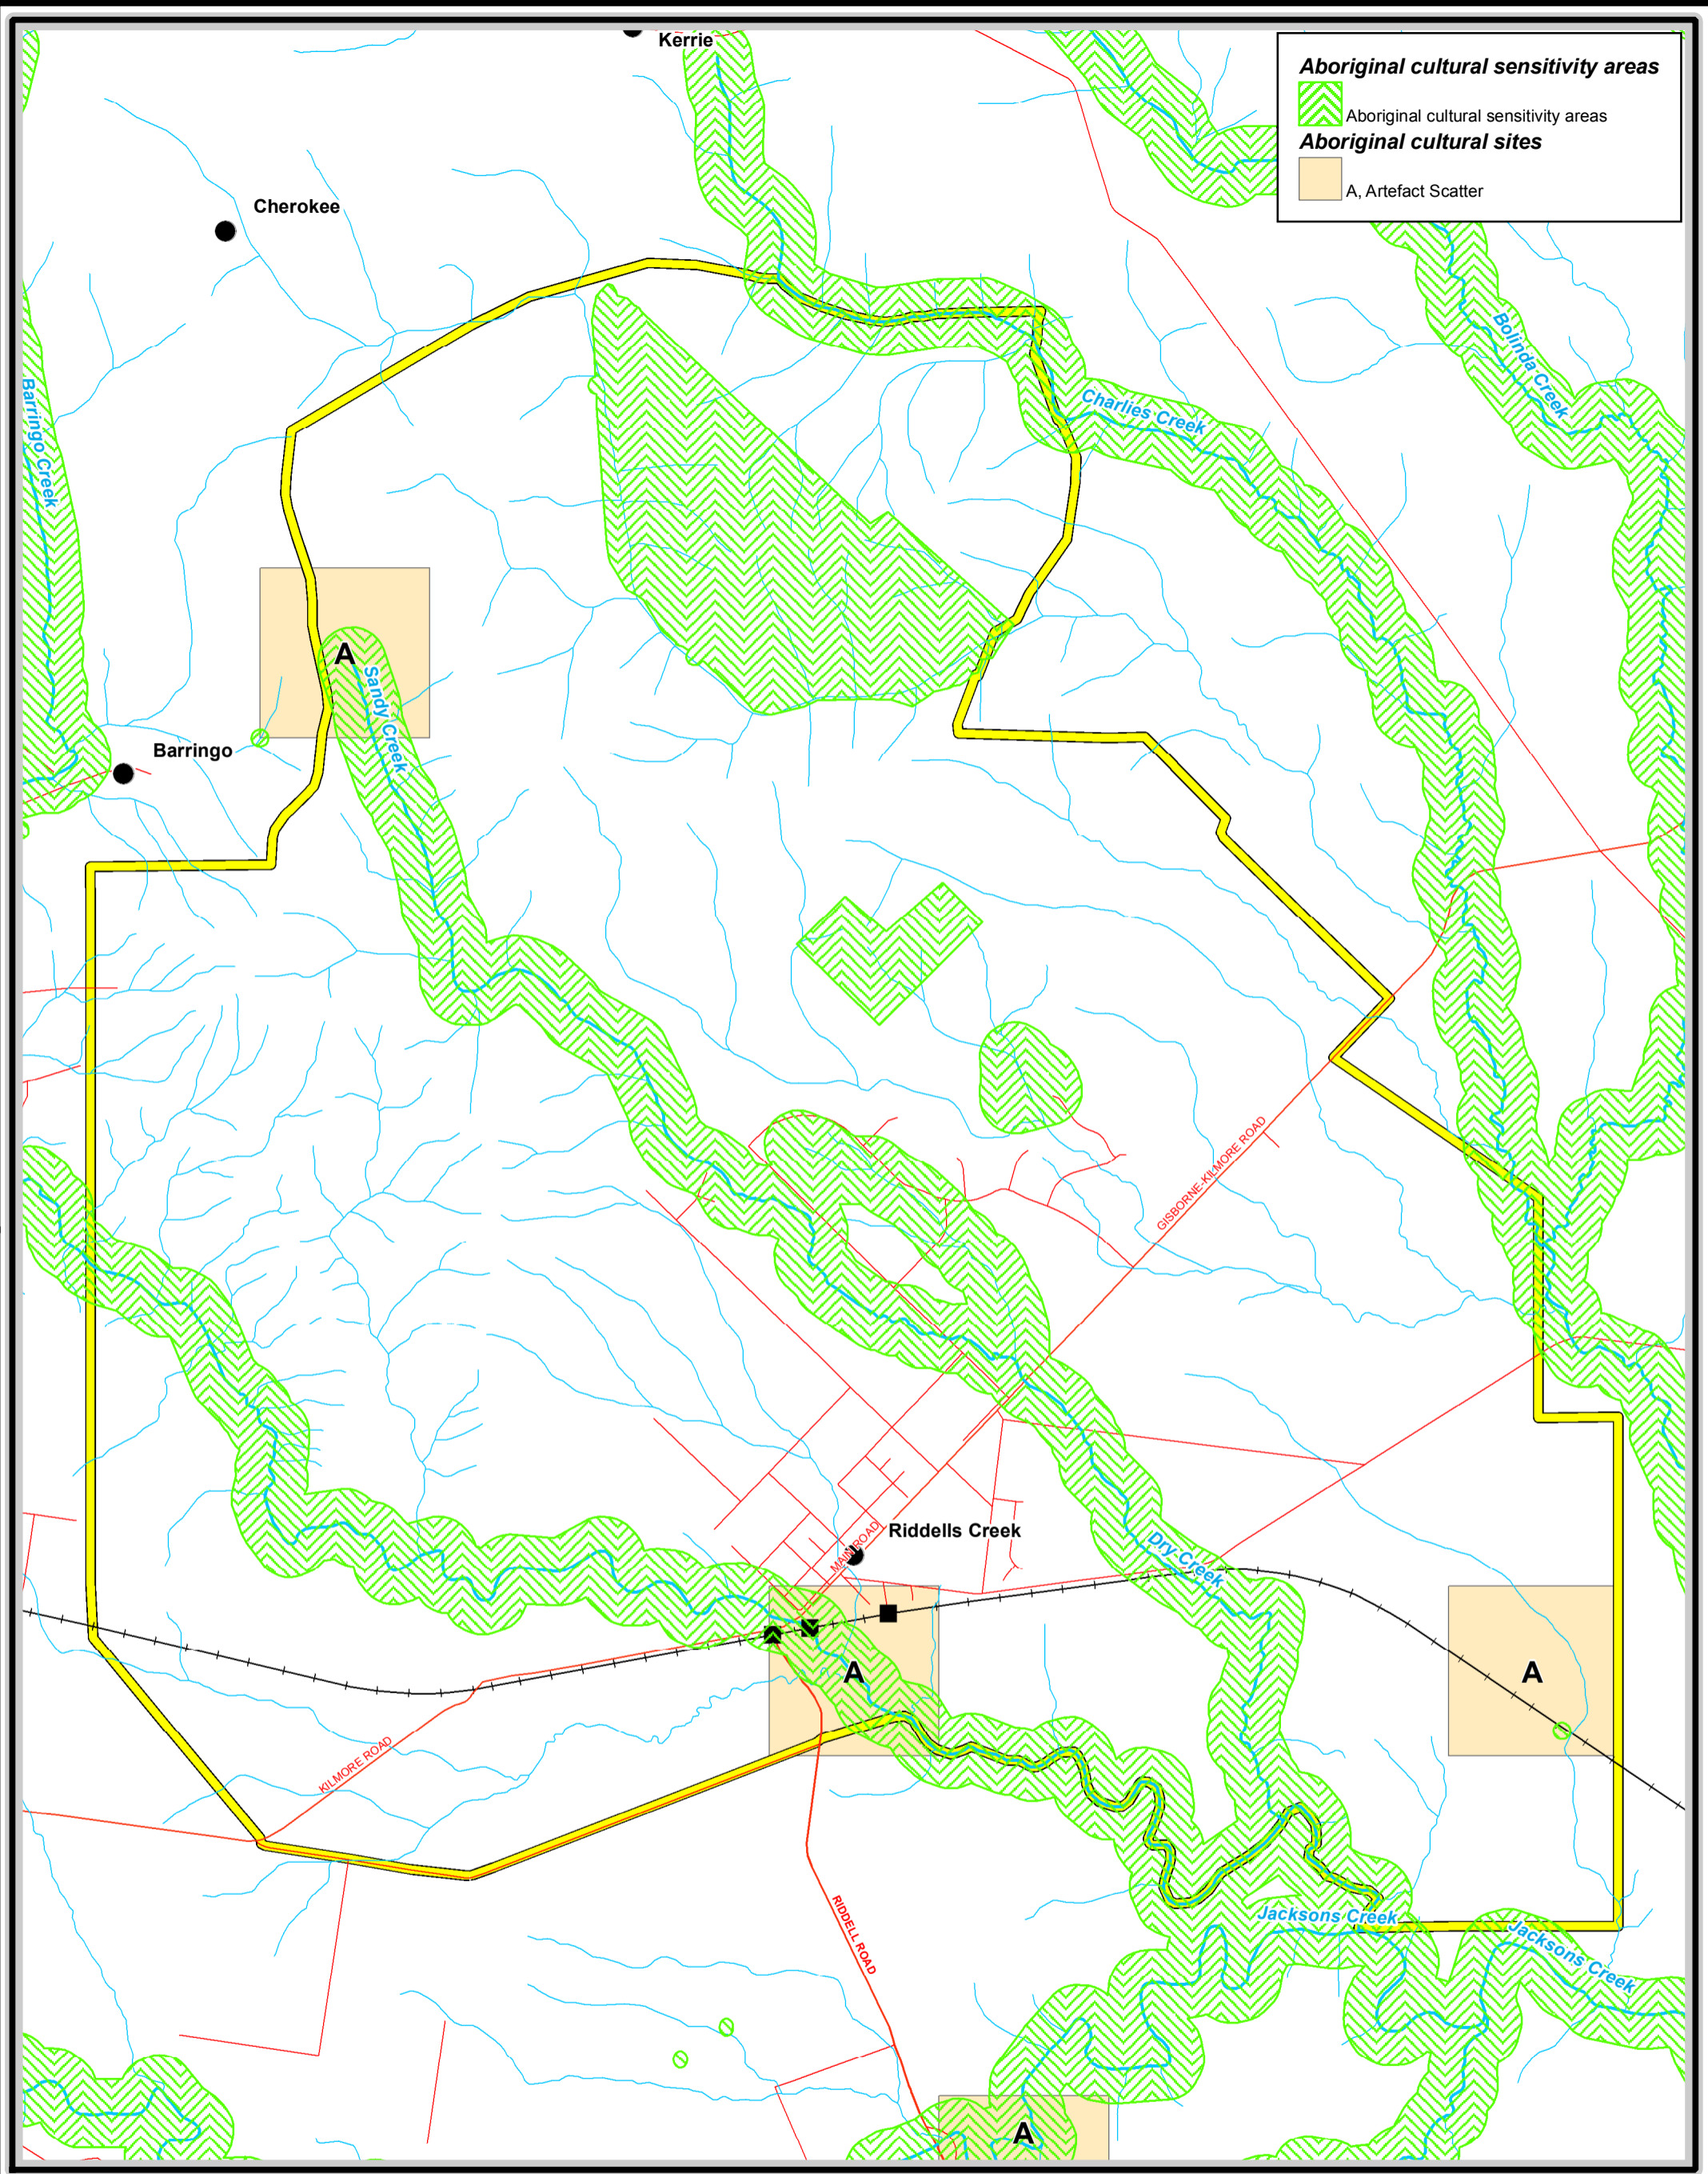 Kerrie
Aboriginal cultural sensitivity areas
Aboriginal cultural sensitivity areas
Aboriginal cultural sites
A, Artefact Scatter
Cherokee
Bolinda Creek
Barringo Creek
Charlies Creek
A
Sandy Creek
Barringo
GISBORNE-KILMORE ROAD
Riddells Creek
MAIN ROAD
Dry Creek
A
A
KILMORE ROAD
RIDDELL ROAD
Jacksons Creek
Jacksons Creek
A